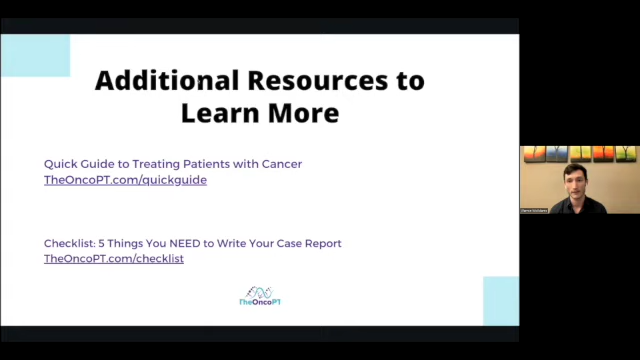 Additional Resources to
Learn More
Quick Guide to Treating Patients with Cancer
TheOncoPT.com/quickguide
Checklist: 5 Things You NEED to Write Your Case Report
TheOncoPT.com/checklist
TheOncoPT